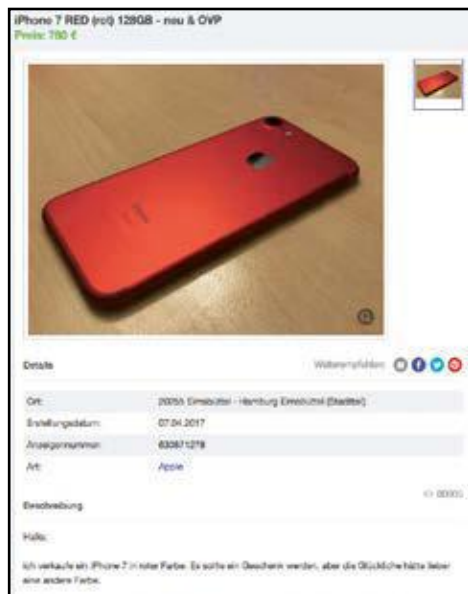 iPhone 7 RED (rot) 128GB - neu & OVP
Preis: 780 €
Details
Weiterempfehlen:
Ort: Eimsbüttel - Hamburg Eimsbüttel (Stadtteil)
Erstellungsdatum: 07.04.2017
Anzeigennummer: 630871278
Art: Apple
Beschreibung
Hallo,
ich verkaufe ein iPhone 7 in roter Farbe. Es sollte ein Geschenk werden, aber die Glückliche hätte lieber
eine andere Farbe.